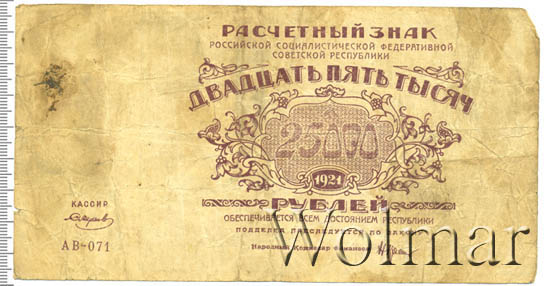 РАСЧЕТНЫЙ ЗНАК
РОССИЙСКОЙ СОЦИАЛИСТИЧЕСКОЙ ФЕДЕРАТИВНОЙ
СОВЕТСКОЙ РЕСПУБЛИКИ
ДВАДЦАТЬ ПЯТЬ ТЫСЯЧ
25000
1921
РУБЛЕЙ
ОБЕСПЕЧИВАЕТСЯ ВСЕМ ДОСТОЯНИЕМ РЕСПУБЛИКИ
ПОДДЕЛКА ПРЕСЛЕДУЕТСЯ ПО ЗАКОНУ
Народный Комиссар финансов
КАССИР
АВ-071
Wolmar